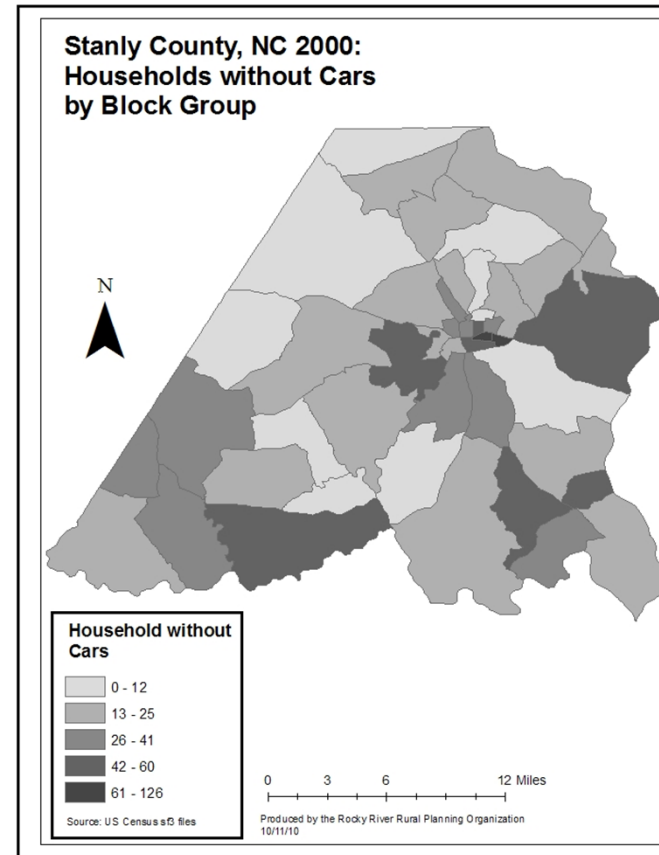 Stanly County, NC 2000:
Households without Cars
by Block Group
N
Household without
Cars
0 - 12
13 - 25
26 - 41
42 - 60
61 - 126
Source: US Census sf3 files
0 3 6 12 Miles
Produced by the Rocky River Rural Planning Organization
10/11/10